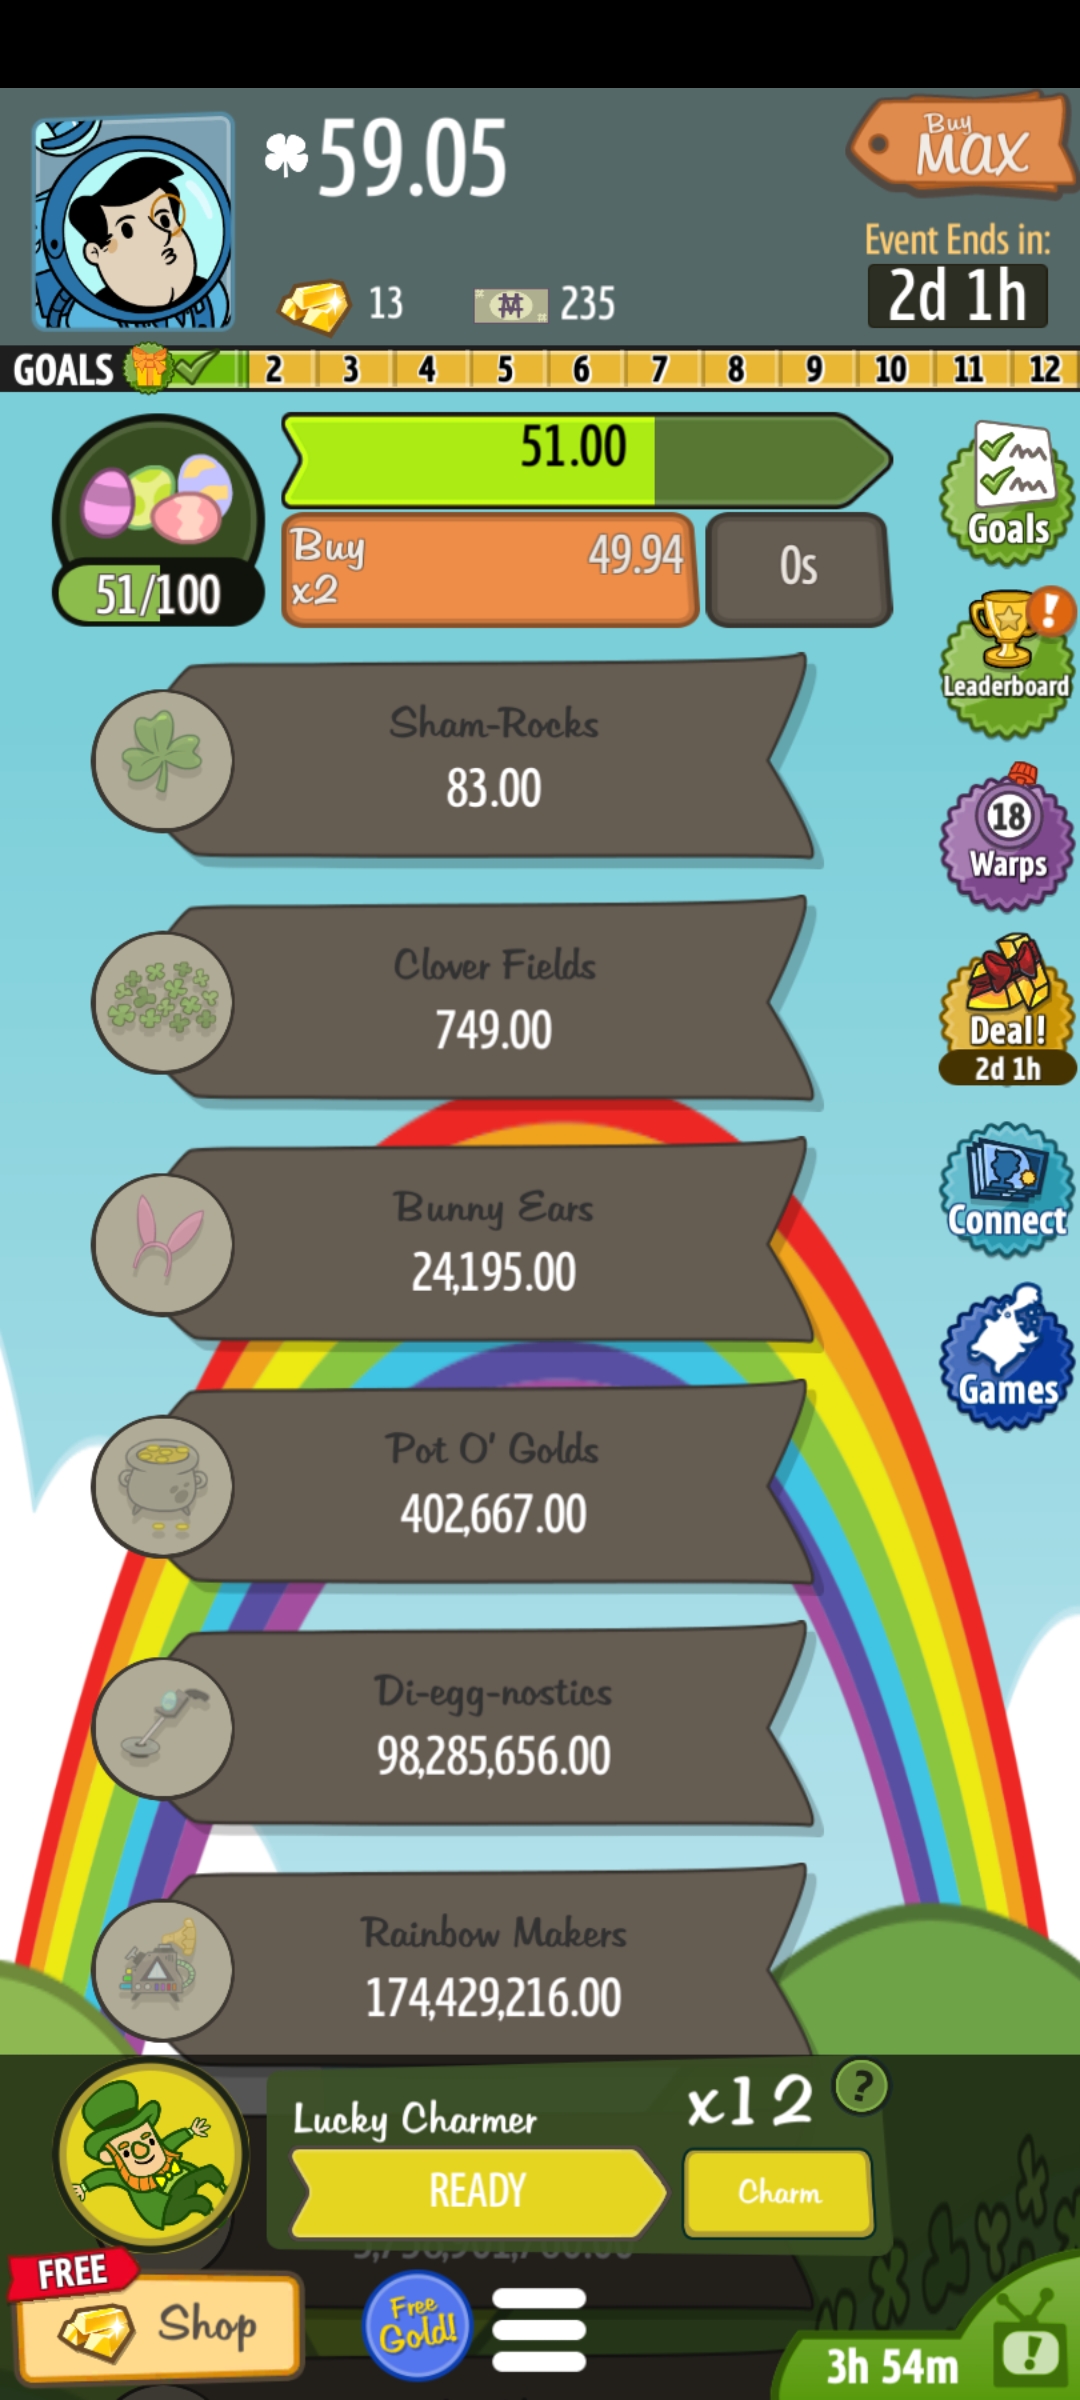 59.05
Buy
MAX
Event Ends in:
2d 1h
13
235
GOALS 2 3 4 5 6 7 8 9 10 11 12
51.00
51/100
Buy
x2
49.94
0s
Goals
Leaderboard
Sham-Rocks
83.00
18
Warps
Clover Fields
749.00
Deal!
2d 1h
Bunny Ears
24,195.00
Connect
Games
Pot O' Golds
402,667.00
Di-egg-nostics
98,285,656.00
Rainbow Makers
174,429,216.00
Lucky Charmer
x12
?
READY
Charm
FREE
Shop
Free
Gold!
3h 54m